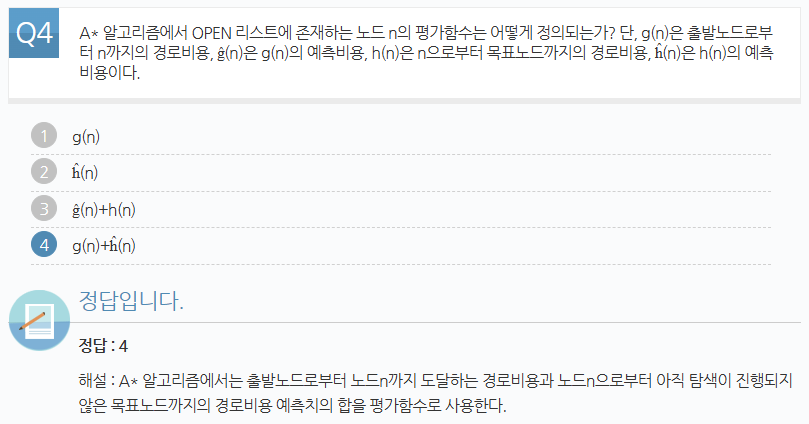 Q4
A* 알고리즘에서 OPEN 리스트에 존재하는 노드 n의 평가함수는 어떻게 정의되는가? 단, g(n)은 출발노드로부
터 n까지의 경로비용, ĝ(n)은 g(n)의 예측비용, h(n)은 n으로부터 목표노드까지의 경로비용, ĥ(n)은 h(n)의 예측
비용이다.
1 g(n)
2 ĥ(n)
3 ĝ(n)+h(n)
4 g(n)+ĥ(n)
정답입니다.
정답 : 4
해설 : A* 알고리즘에서는 출발노드로부터 노드n까지 도달하는 경로비용과 노드n으로부터 아직 탐색이 진행되지
않은 목표노드까지의 경로비용 예측치의 합을 평가함수로 사용한다.